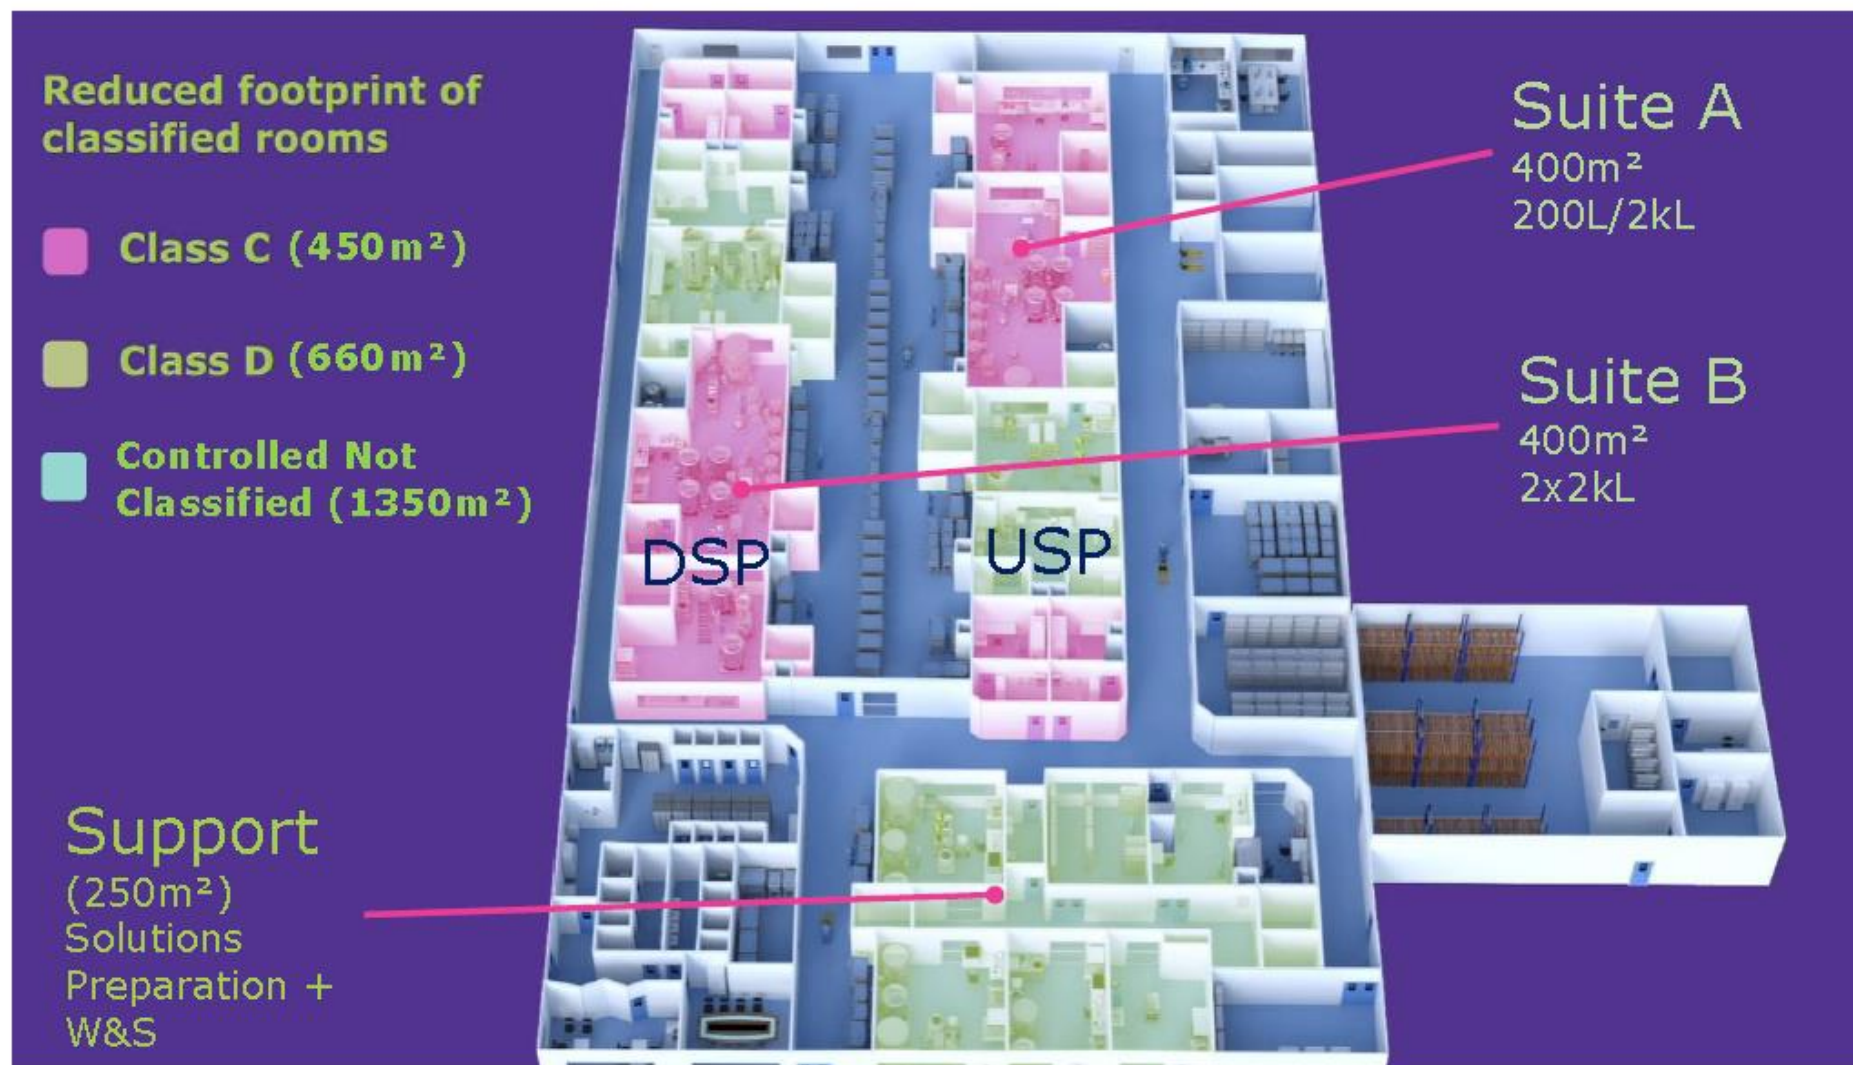 Reduced footprint of
classified rooms
Class C (450m²)
Class D (660m²)
Controlled Not
Classified (1350m²)
Suite A
400m²
200L/2kL
Suite B
400m²
2x2kL
DSP
USP
Support
(250m²)
Solutions
Preparation +
W&S